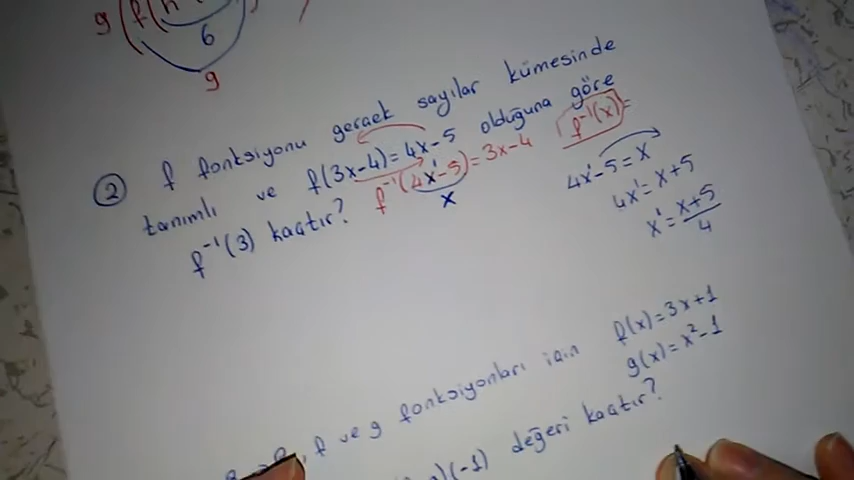 g(f(h
6
g
2 f fonksiyonu gerçek sayılar kümesinde
tanımlı ve f(3x-4)=4x-5 olduğuna göre
f⁻¹(4x'-5)=3x-4
x
f⁻¹(3) kaçtır?
f⁻¹(x)=
4x'-5=x
4x'=x+5
x'=x+5/4
f ve g fonksiyonları için f(x)=3x+1
g(x)=x²-1
)(-1) değeri kaçtır?